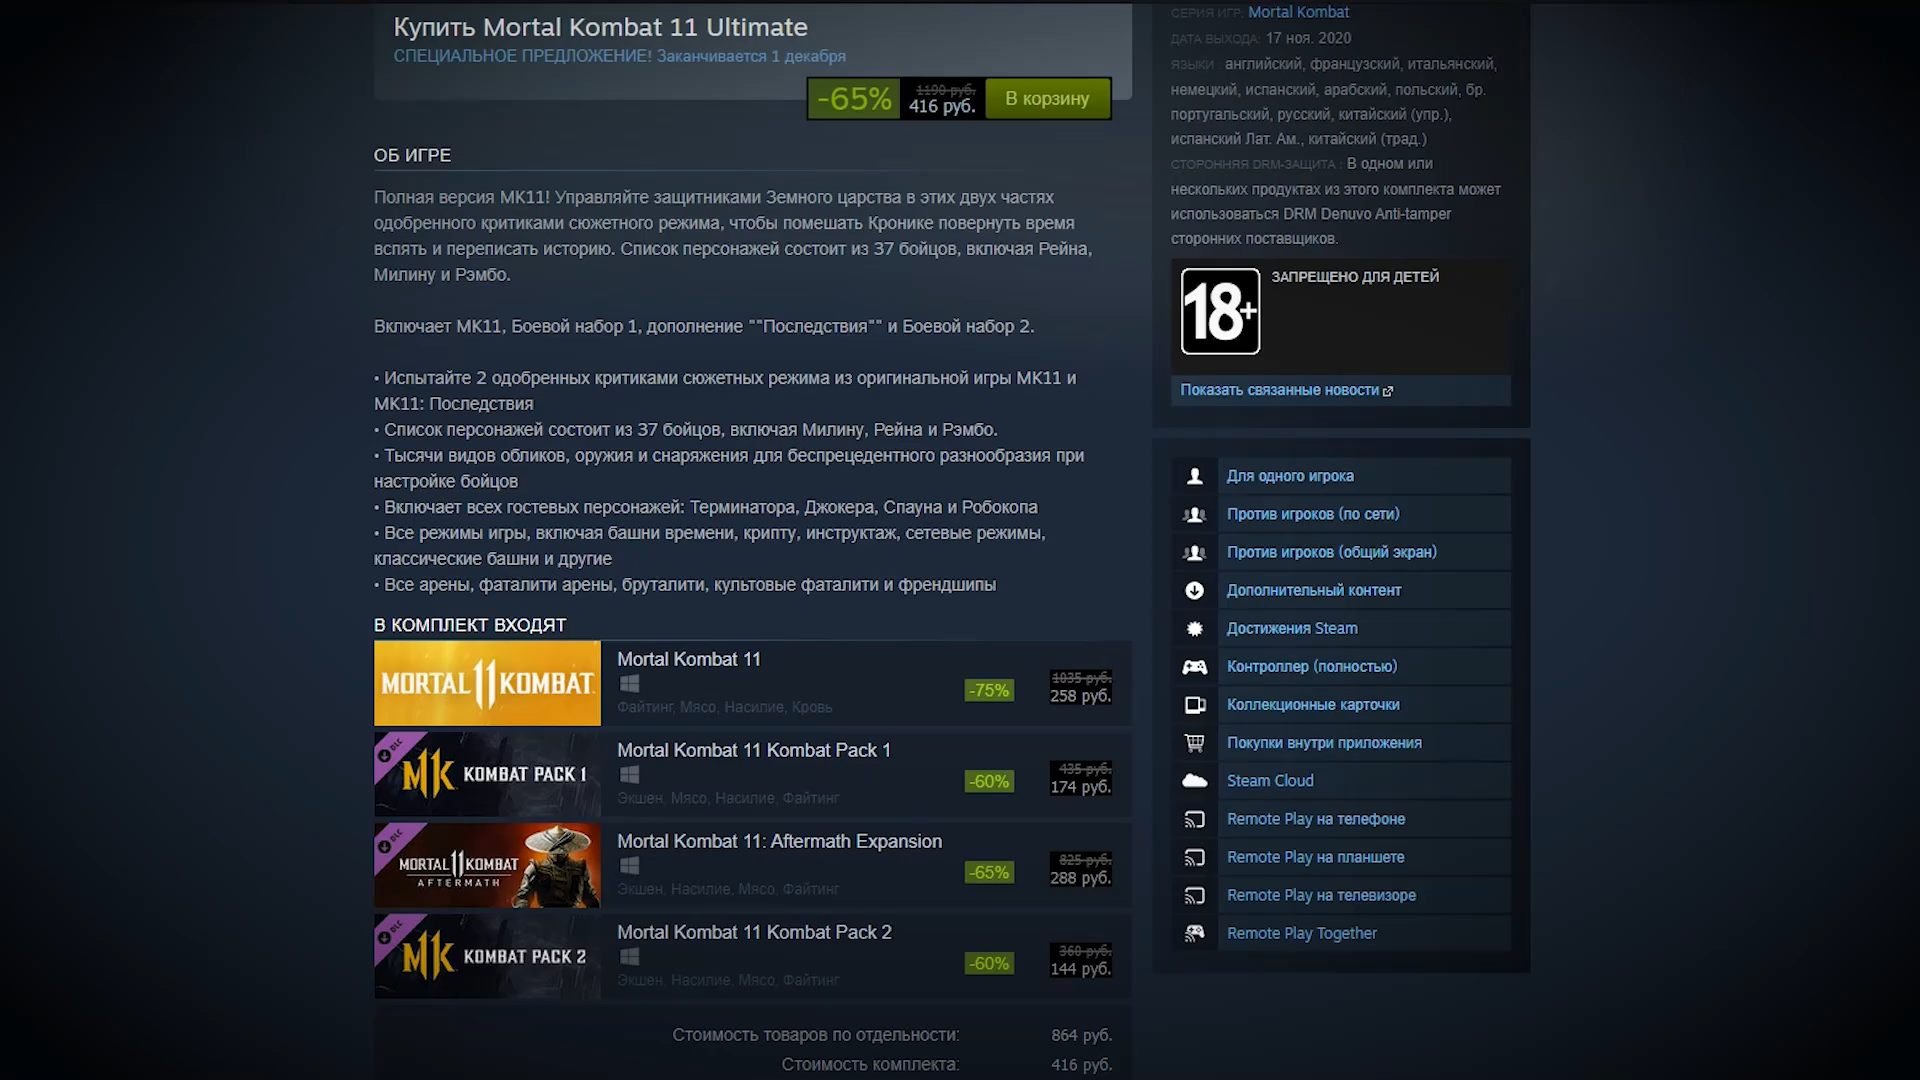 Купить Mortal Kombat 11 Ultimate
СПЕЦИАЛЬНОЕ ПРЕДЛОЖЕНИЕ! Заканчивается 1 декабря
-65%
1190 руб.
416 руб.
В корзину
ОБ ИГРЕ
Полная версия MK11! Управляйте защитниками Земного царства в этих двух частях
одобренного критиками сюжетного режима, чтобы помешать Кронике повернуть время
вспять и переписать историю. Список персонажей состоит из 37 бойцов, включая Рейна,
Милину и Рэмбо.
Включает MK11, Боевой набор 1, дополнение ""Последствия"" и Боевой набор 2.
• Испытайте 2 одобренных критиками сюжетных режима из оригинальной игры MK11 и
MK11: Последствия
• Список персонажей состоит из 37 бойцов, включая Милину, Рейна и Рэмбо.
• Тысячи видов обликов, оружия и снаряжения для беспрецедентного разнообразия при
настройке бойцов
• Включает всех гостевых персонажей: Терминатора, Джокера, Спауна и Робокопа
• Все режимы игры, включая башни времени, крипту, инструктаж, сетевые режимы,
классические башни и другие
• Все арены, фаталити арены, бруталити, культовые фаталити и френдшипы
В КОМПЛЕКТ ВХОДЯТ
MORTAL 11 KOMBAT
Mortal Kombat 11
Файтинг, Мясо, Насилие, Кровь
-75%
1035 руб.
258 руб.
DLC
MK KOMBAT PACK 1
Mortal Kombat 11 Kombat Pack 1
Экшен, Мясо, Насилие, Файтинг
-60%
435 руб.
174 руб.
DLC
MORTAL 11 KOMBAT
AFTERMATH
Mortal Kombat 11: Aftermath Expansion
Экшен, Насилие, Мясо, Файтинг
-65%
825 руб.
288 руб.
DLC
MK KOMBAT PACK 2
Mortal Kombat 11 Kombat Pack 2
Экшен, Насилие, Мясо, Файтинг
-60%
360 руб.
144 руб.
Стоимость товаров по отдельности: 864 руб.
Стоимость комплекта: 416 руб.
СЕРИЯ ИГР: Mortal Kombat
ДАТА ВЫХОДА: 17 ноя. 2020
ЯЗЫКИ: английский, французский, итальянский,
немецкий, испанский, арабский, польский, бр.
португальский, русский, китайский (упр.),
испанский Лат. Ам., китайский (трад.)
СТОРОННЯЯ DRM-ЗАЩИТА : В одном или
нескольких продуктах из этого комплекта может
использоваться DRM Denuvo Anti-tamper
сторонних поставщиков.
18+
ЗАПРЕЩЕНО ДЛЯ ДЕТЕЙ
Показать связанные новости
Для одного игрока
Против игроков (по сети)
Против игроков (общий экран)
Дополнительный контент
Достижения Steam
Контроллер (полностью)
Коллекционные карточки
Покупки внутри приложения
Steam Cloud
Remote Play на телефоне
Remote Play на планшете
Remote Play на телевизоре
Remote Play Together